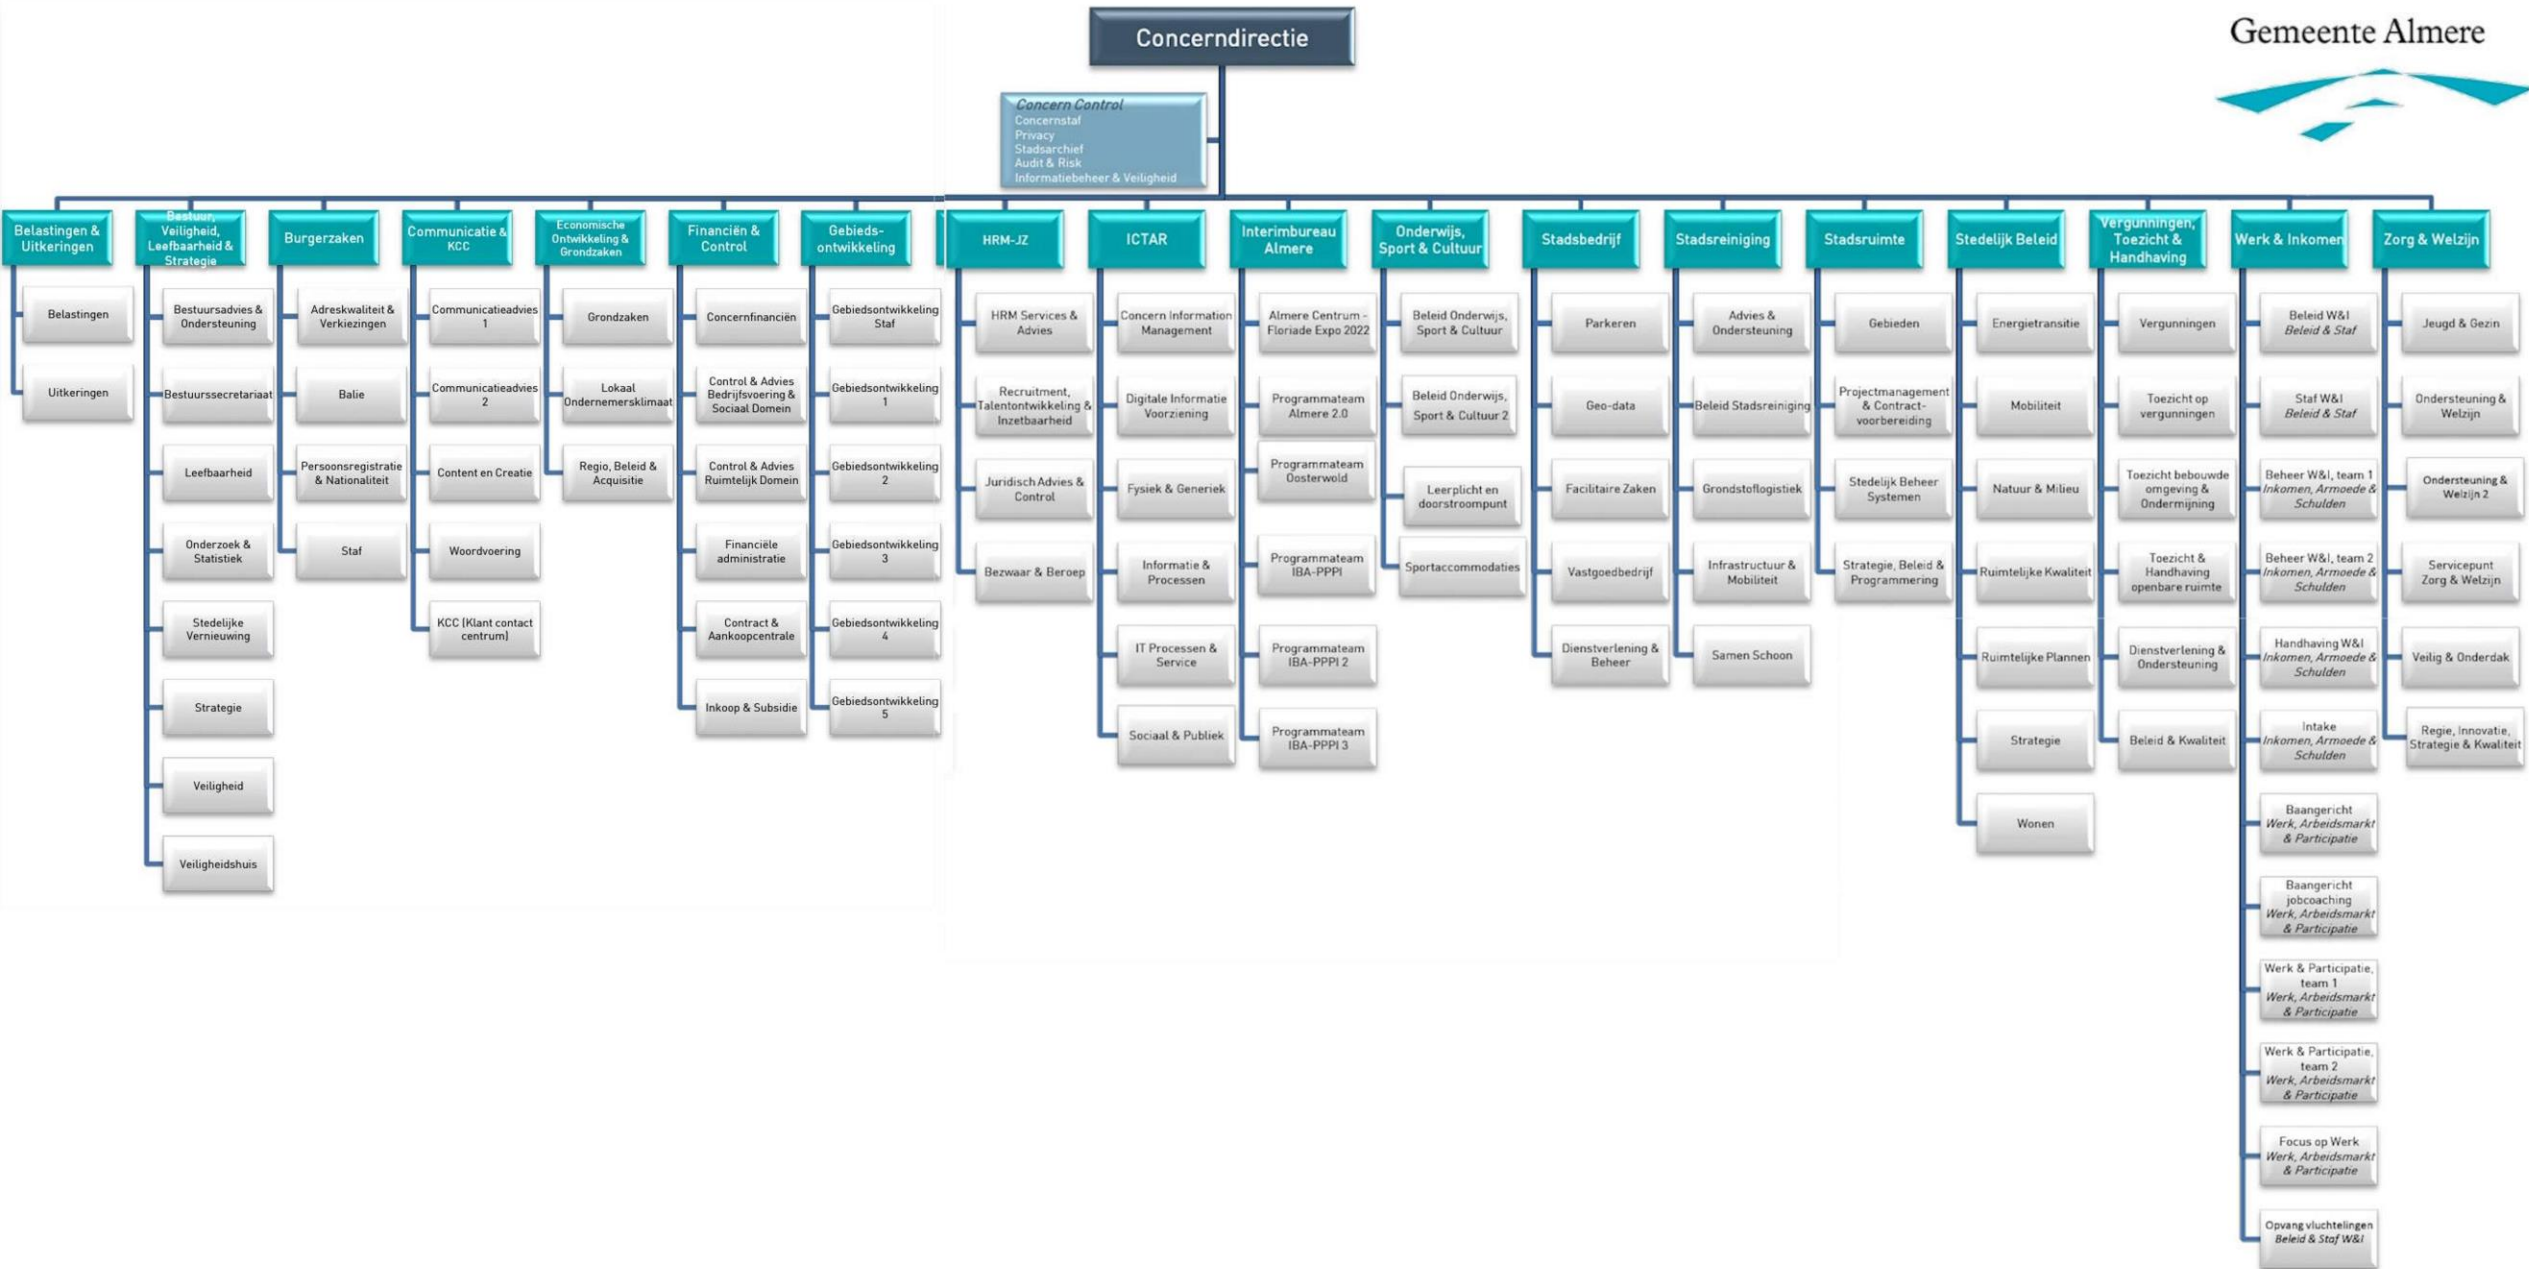 Concerndirectie
Gemeente Almere
Concern Control
Concernstaf
Privacy
Stadsarchief
Audit & Risk
Informatiebeheer & Veiligheid
Belastingen &
Uitkeringen
Belastingen
Uitkeringen
Bestuur,
Veiligheid,
Leefbaarheid &
Strategie
Bestuursadvies &
Ondersteuning
Bestuurssecretariaat
Leefbaarheid
Onderzoek &
Statistiek
Stedelijke
Vernieuwing
Strategie
Veiligheid
Veiligheidshuis
Burgerzaken
Adreskwaliteit &
Verkiezingen
Balie
Persoonsregistratie
& Nationaliteit
Staf
Communicatie &
KCC
Communicatieadvies
1
Communicatieadvies
2
Content en Creatie
Woordvoering
KCC (Klant contact
centrum)
Economische
Ontwikkeling &
Grondzaken
Grondzaken
Lokaal
Ondernemersklimaat
Regio, Beleid &
Acquisitie
Financiën &
Control
Concernfinanciën
Control & Advies
Bedrijfsvoering &
Sociaal Domein
Control & Advies
Ruimtelijk Domein
Financiële
administratie
Contract &
Aankoopcentrale
Inkoop & Subsidie
Gebieds-
ontwikkeling
Gebiedsontwikkeling
Staf
Gebiedsontwikkeling
1
Gebiedsontwikkeling
2
Gebiedsontwikkeling
3
Gebiedsontwikkeling
4
Gebiedsontwikkeling
5
HRM-JZ
HRM Services &
Advies
Recruitment,
Talentontwikkeling &
Inzetbaarheid
Juridisch Advies &
Control
Bezwaar & Beroep
ICTAR
Concern Information
Management
Digitale Informatie
Voorziening
Fysiek & Generiek
Informatie &
Processen
IT Processen &
Service
Sociaal & Publiek
Interimbureau
Almere
Almere Centrum -
Floriade Expo 2022
Programmateam
Almere 2.0
Programmateam
Oosterwold
Programmateam
IBA-PPPI
Programmateam
IBA-PPPI 2
Programmateam
IBA-PPPI 3
Onderwijs,
Sport & Cultuur
Beleid Onderwijs,
Sport & Cultuur
Beleid Onderwijs,
Sport & Cultuur 2
Leerplicht en
doorstroompunt
Sportaccommodaties
Stadsbedrijf
Parkeren
Geo-data
Facilitaire Zaken
Vastgoedbedrijf
Dienstverlening &
Beheer
Stadsreiniging
Advies &
Ondersteuning
Beleid Stadsreiniging
Grondstoflogistiek
Infrastructuur &
Mobiliteit
Samen Schoon
Stadsruimte
Gebieden
Projectmanagement
& Contract-
voorbereiding
Stedelijk Beheer
Systemen
Strategie, Beleid &
Programmering
Stedelijk Beleid
Energietransitie
Mobiliteit
Natuur & Milieu
Ruimtelijke Kwaliteit
Ruimtelijke Plannen
Strategie
Wonen
Vergunningen,
Toezicht &
Handhaving
Vergunningen
Toezicht op
vergunningen
Toezicht bebouwde
omgeving &
Ondermijning
Toezicht &
Handhaving
openbare ruimte
Dienstverlening &
Ondersteuning
Beleid & Kwaliteit
Werk & Inkomen
Beleid W&I
Beleid & Staf
Staf W&I
Beleid & Staf
Beheer W&I, team 1
Inkomen, Armoede &
Schulden
Beheer W&I, team 2
Inkomen, Armoede &
Schulden
Handhaving W&I
Inkomen, Armoede &
Schulden
Intake
Inkomen, Armoede &
Schulden
Baangericht
Werk, Arbeidsmarkt
& Participatie
Baangericht
jobcoaching
Werk, Arbeidsmarkt
& Participatie
Werk & Participatie,
team 1
Werk, Arbeidsmarkt
& Participatie
Werk & Participatie,
team 2
Werk, Arbeidsmarkt
& Participatie
Focus op Werk
Werk, Arbeidsmarkt
& Participatie
Opvang vluchtelingen
Beleid & Staf W&I
Zorg & Welzijn
Jeugd & Gezin
Ondersteuning &
Welzijn
Ondersteuning &
Welzijn 2
Servicepunt
Zorg & Welzijn
Veilig & Onderdak
Regie, Innovatie,
Strategie & Kwaliteit